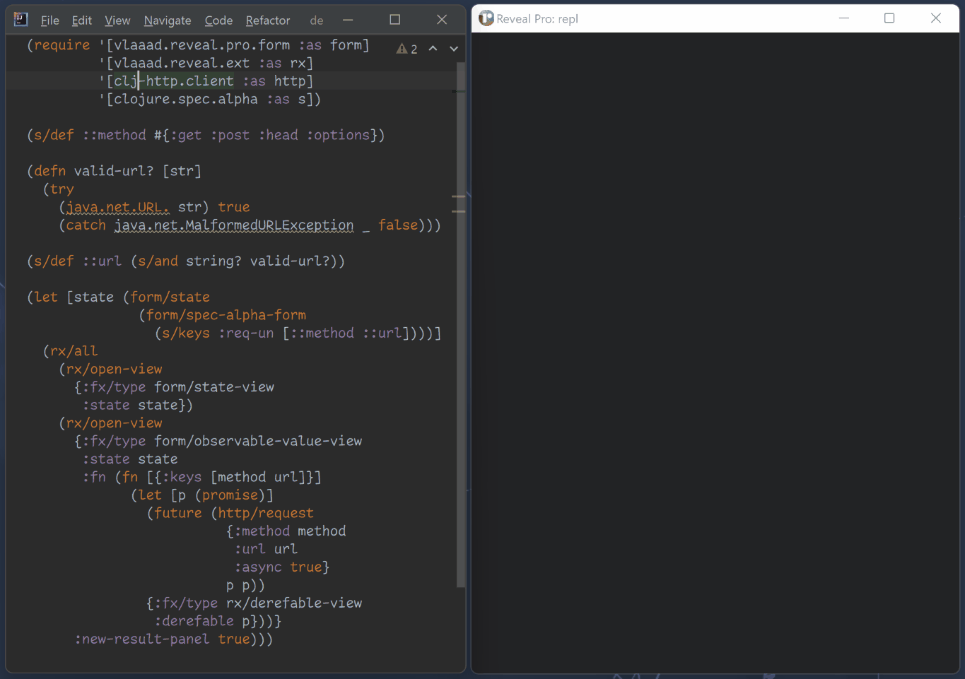 File Edit View Navigate Code Refactor de
(require '[vlaaad.reveal.pro.form :as form]
'[vlaaad.reveal.ext :as rx]
'[clj-http.client :as http]
'[clojure.spec.alpha :as s])
2
(s/def ::method #{:get :post :head :options})
(defn valid-url? [str]
(try
(java.net.URL. str) true
(catch java.net.MalformedURLException _ false)))
(s/def ::url (s/and string? valid-url?))
(let [state (form/state
(form/spec-alpha-form
(s/keys :req-un [::method ::url])))]
(rx/all
(rx/open-view
{:fx/type form/state-view
:state state})
(rx/open-view
{:fx/type form/observable-value-view
:state state
:fn (fn [{:keys [method url]}]
(let [p (promise)]
(future (http/request
{:method method
:url url
:async true}
p p))
{:fx/type rx/derefable-view
:derefable p}))}
:new-result-panel true)))
Reveal Pro: repl